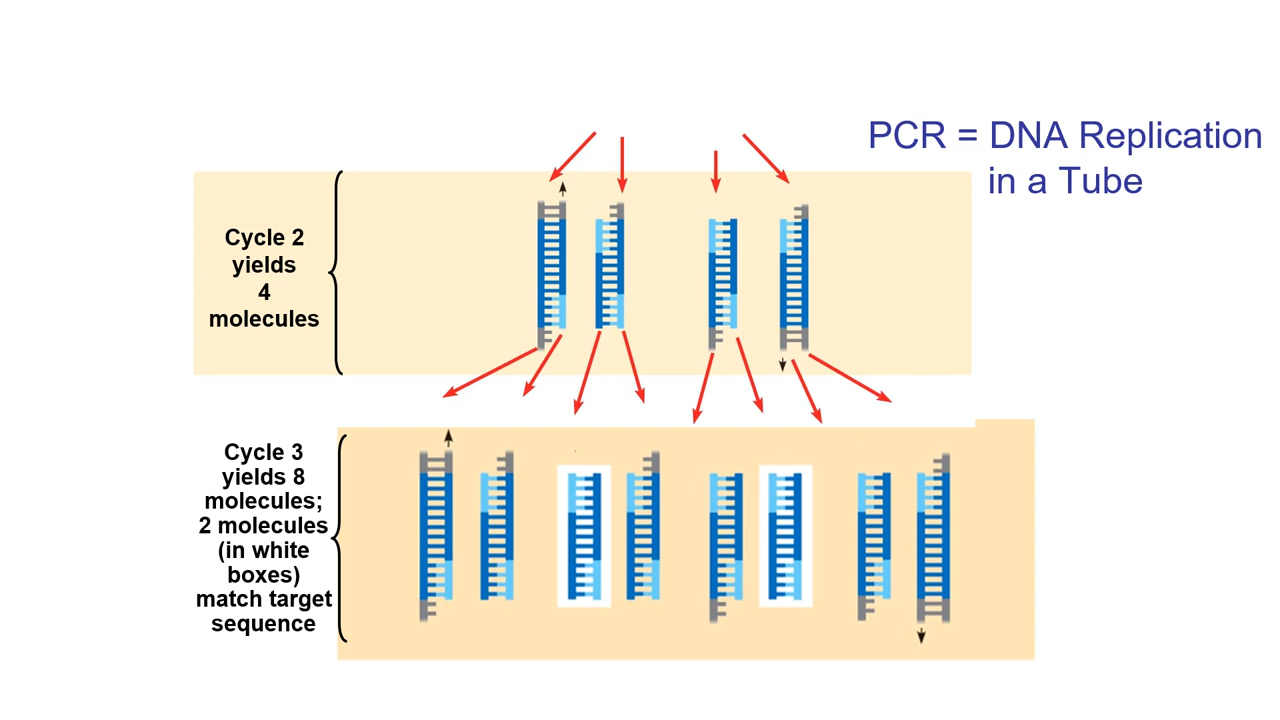 PCR = DNA Replication
in a Tube
Cycle 2
yields
4
molecules
Cycle 3
yields 8
molecules;
2 molecules
(in white
boxes)
match target
sequence